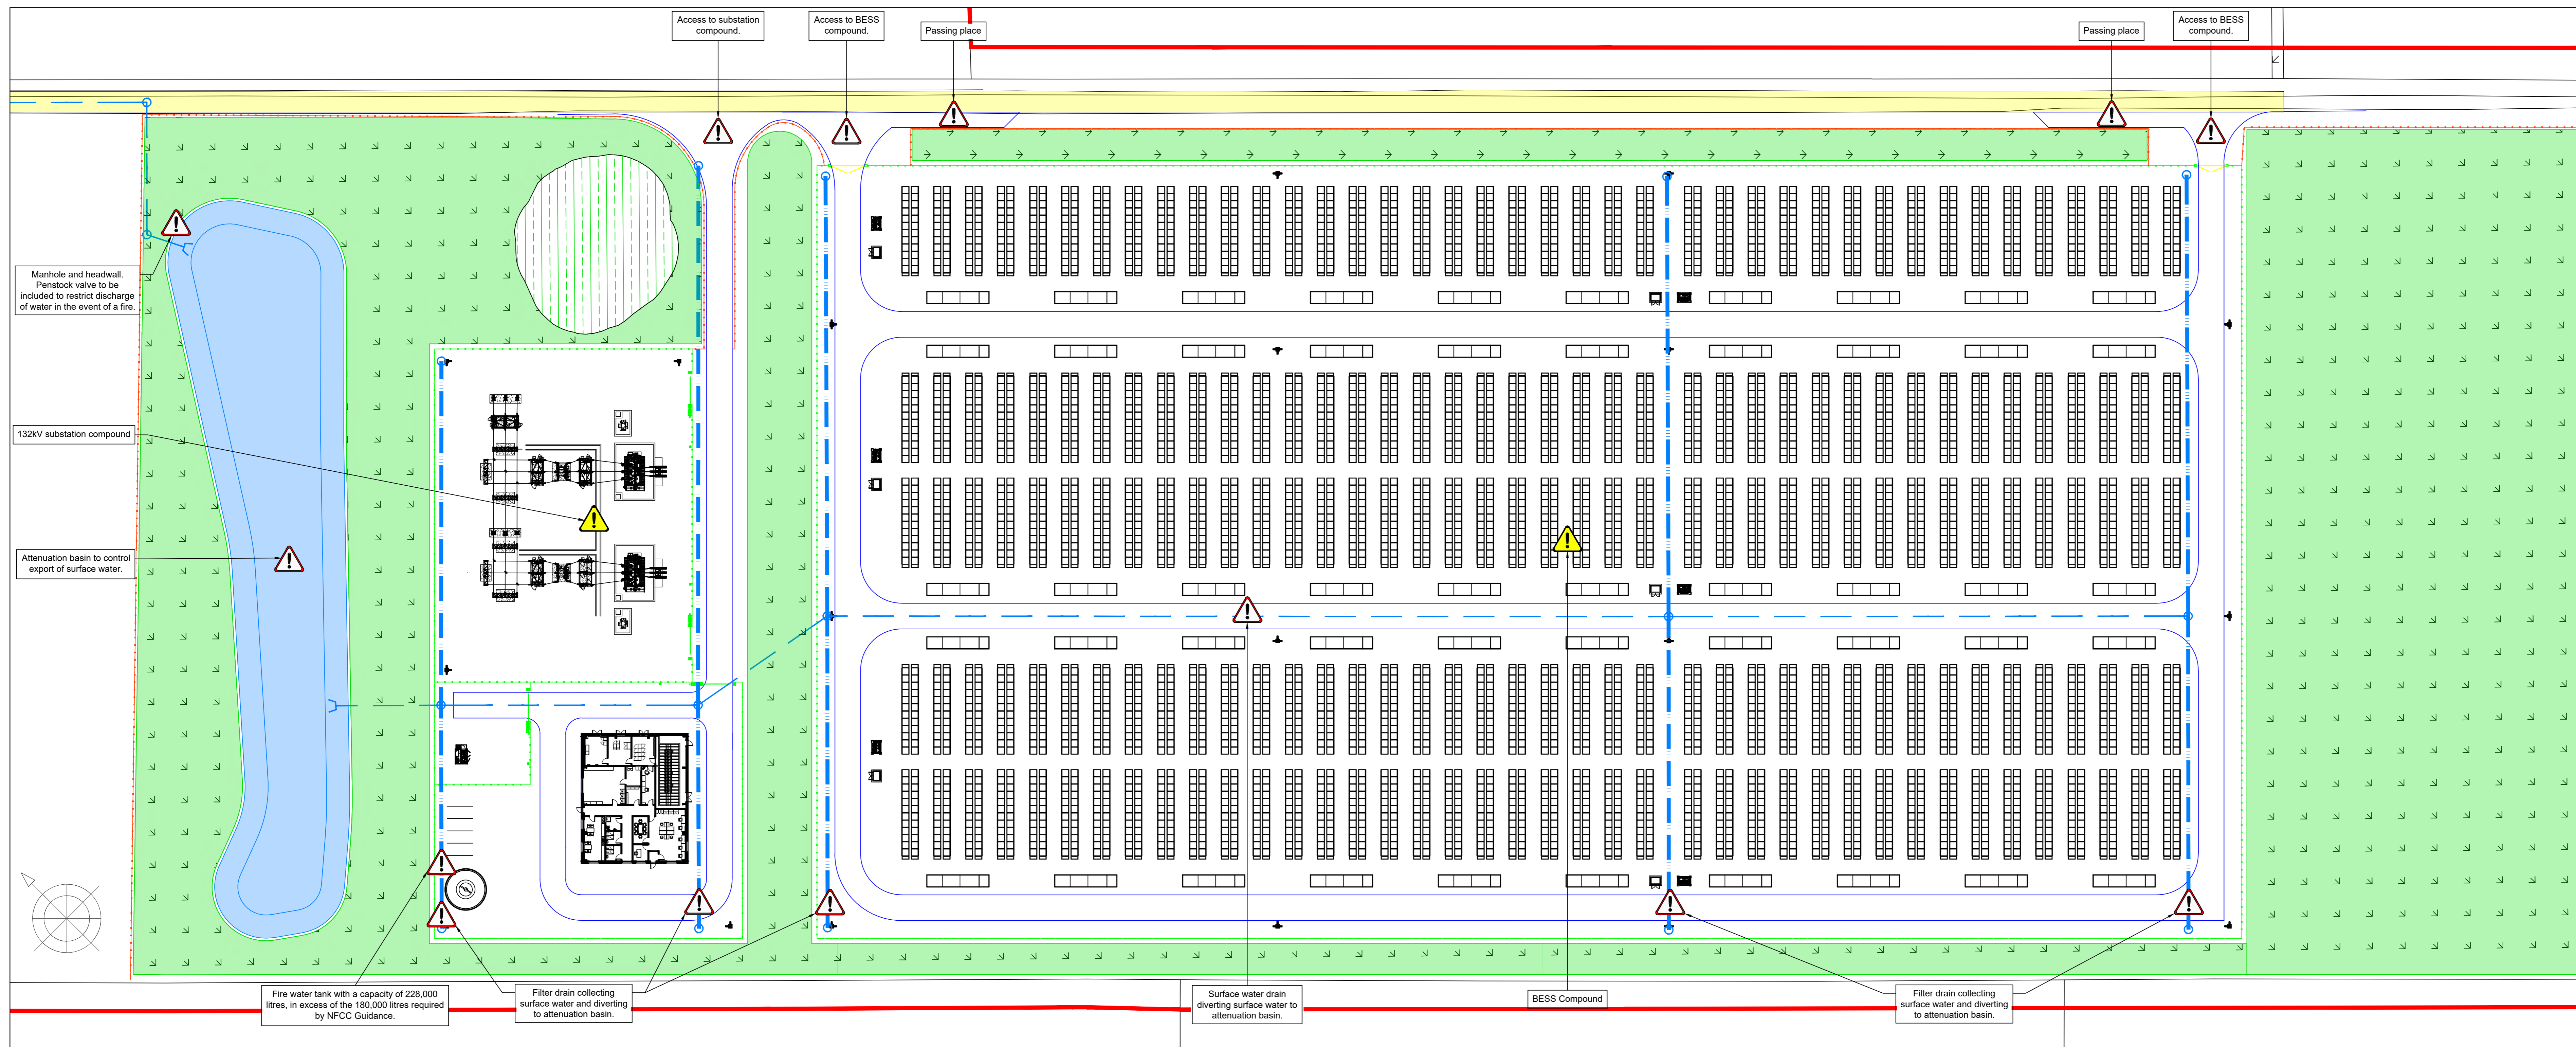 Access to substation
compound.
Access to BESS
compound.
Passing place
Passing place
Access to BESS
compound.
Manhole and headwall.
Penstock valve to be
included to restrict discharge
of water in the event of a fire.
132kV substation compound
Attenuation basin to control
export of surface water.
Fire water tank with a capacity of 228,000
litres, in excess of the 180,000 litres required
by NFCC Guidance.
Filter drain collecting
surface water and diverting
to attenuation basin.
Surface water drain
diverting surface water to
attenuation basin.
BESS Compound
Filter drain collecting
surface water and diverting
to attenuation basin.